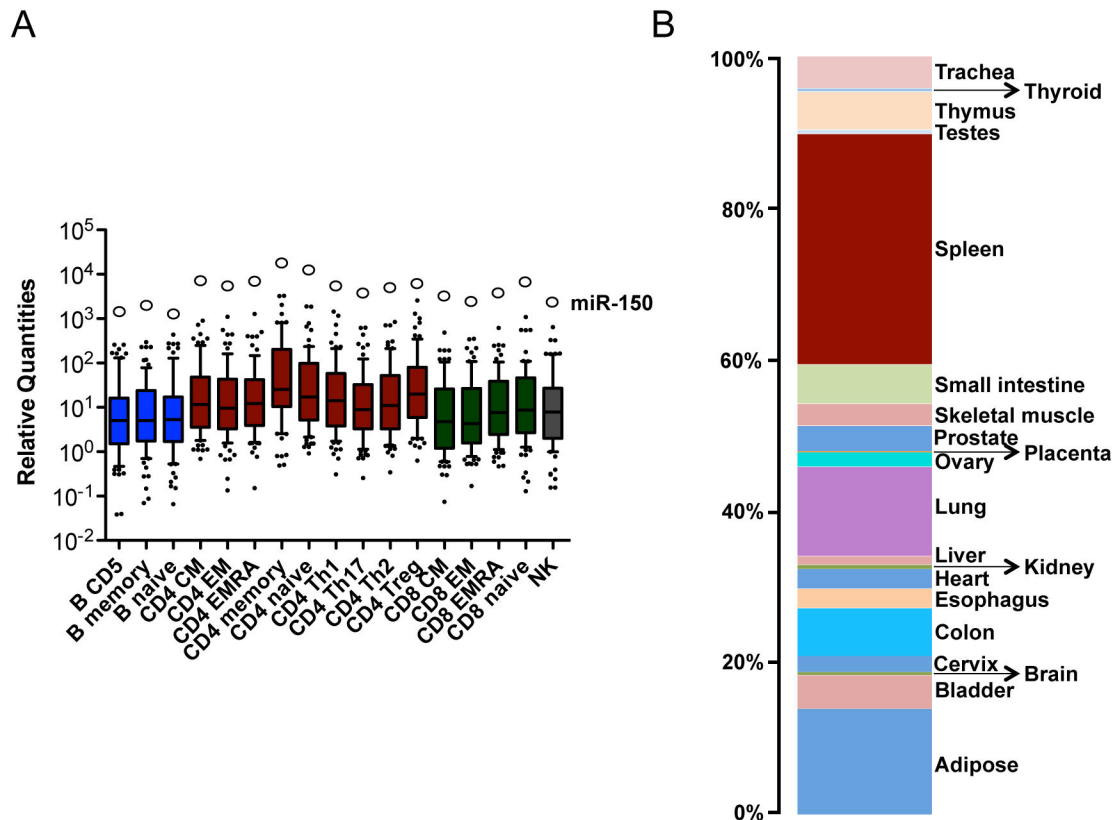 A
Relative Quantities
10^5
10^4
10^3
10^2
10^1
10^0
10^-1
10^-2
miR-150
B CD5
B memory
B naive
CD4 CM
CD4 EM
CD4 EMRA
CD4 memory
CD4 naive
CD4 Th1
CD4 Th17
CD4 Th2
CD4 Treg
CD8 CM
CD8 EM
CD8 EMRA
CD8 naive
NK
B
100%
80%
60%
40%
20%
0%
Trachea
Thyroid
Thymus
Testes
Spleen
Small intestine
Skeletal muscle
Prostate
Placenta
Ovary
Lung
Liver
Kidney
Heart
Esophagus
Colon
Cervix
Brain
Bladder
Adipose